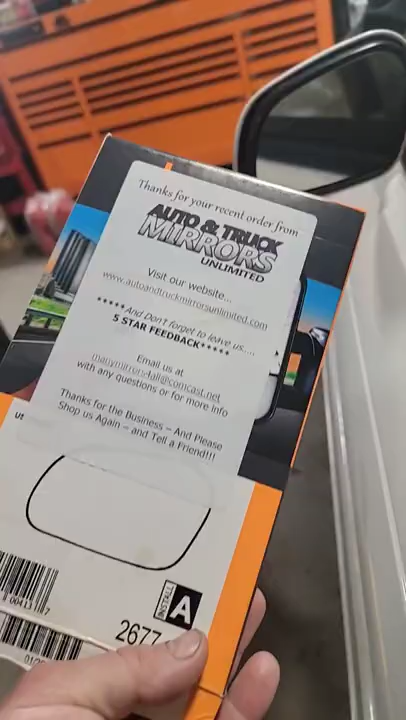 Thanks for your recent order from
AUTO & TRUCK
MIRRORS
UNLIMITED
Visit our website...
www.autoandtruckmirrorsunlimited.com
*****And Don't forget to leave us....
5 STAR FEEDBACK*****
Email us at
manymirrors4all@comcast.net
with any questions or for more info
Thanks for the Business – And Please
Shop us Again – and Tell a Friend!!!
INSTALL
A
2677